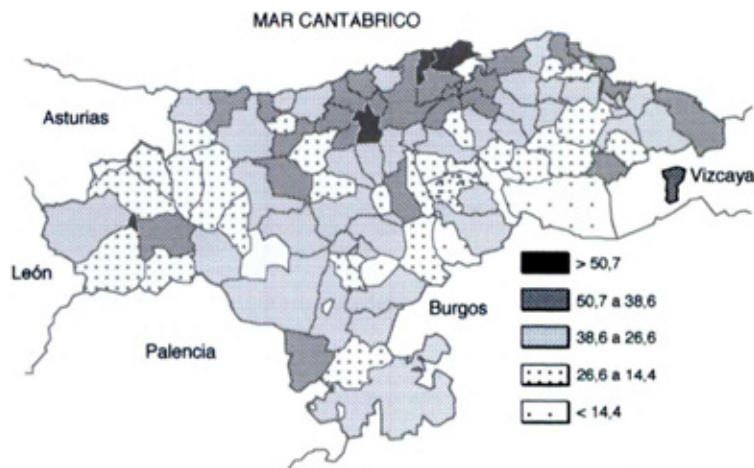 MAR CANTÁBRICO
Asturias
Vizcaya
León
Burgos
Palencia
> 50,7
50,7 a 38,6
38,6 a 26,6
26,6 a 14,4
< 14,4